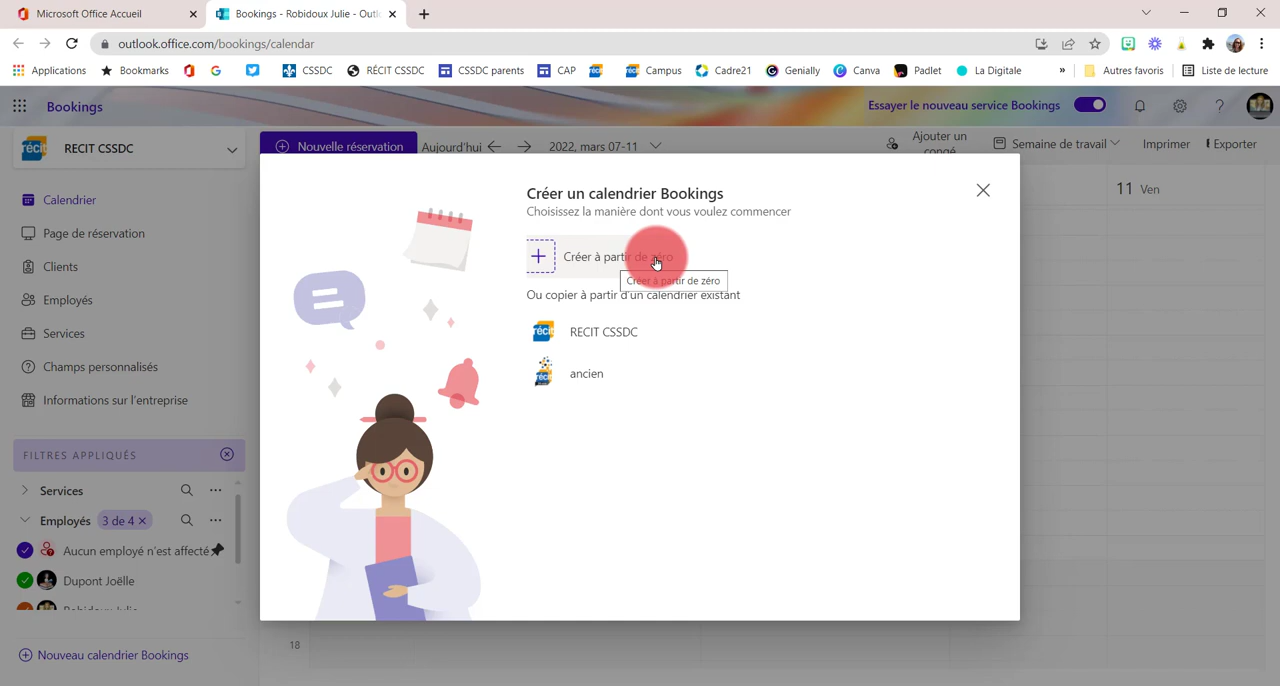 Microsoft Office Accueil
Bookings - Robidoux Julie - Outl
outlook.office.com/bookings/calendar
Applications
Bookmarks
CSSDC
RÉCIT CSSDC
CSSDC parents
CAP
Campus
Cadre21
Genially
Canva
Padlet
La Digitale
»
Autres favoris
Liste de lecture
Bookings
Essayer le nouveau service Bookings
récit
RECIT CSSDC
Nouvelle réservation
Aujourd'hui
2022, mars 07-11
Ajouter un congé
Semaine de travail
Imprimer
Exporter
Calendrier
Page de réservation
Clients
Employés
Services
Champs personnalisés
Informations sur l'entreprise
FILTRES APPLIQUÉS
Services
Employés 3 de 4
Aucun employé n'est affecté
Dupont Joëlle
Nouveau calendrier Bookings
11 Ven
Créer un calendrier Bookings
Choisissez la manière dont vous voulez commencer
Créer à partir de zéro
Créer à partir de zéro
Ou copier à partir d'un calendrier existant
récit
RECIT CSSDC
récit
ancien
18